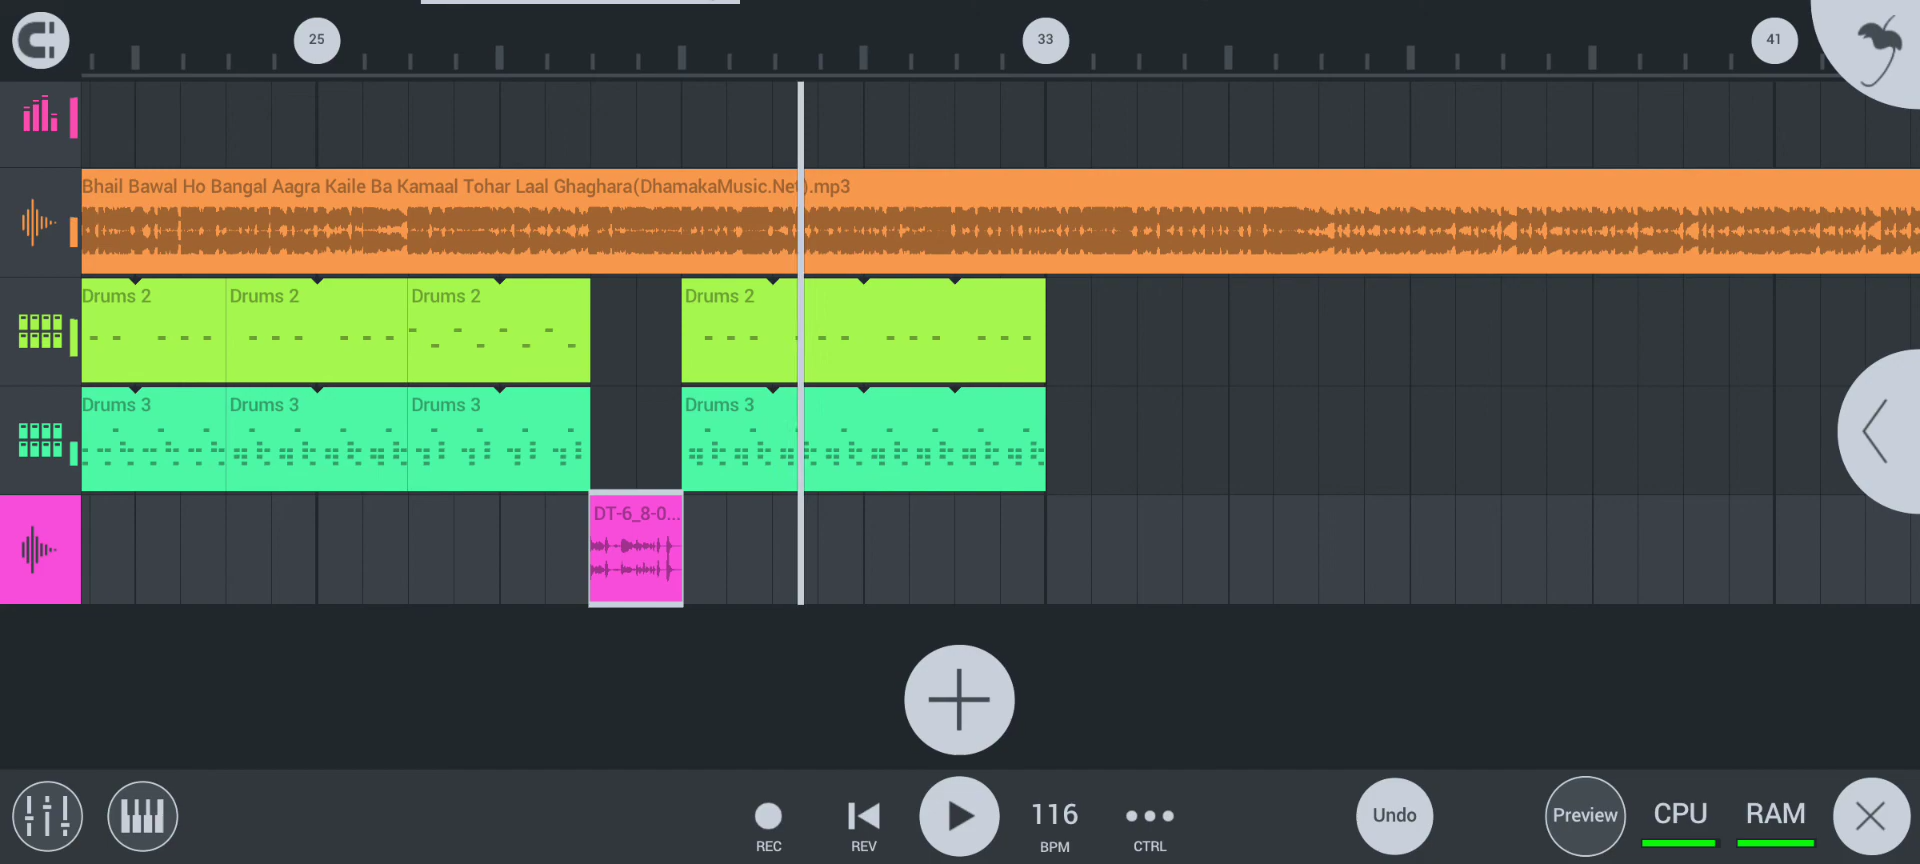 25
33
41
Bhail Bawal Ho Bangal Aagra Kaile Ba Kamaal Tohar Laal Ghaghara(DhamakaMusic.Net).mp3
Drums 2
Drums 2
Drums 2
Drums 2
Drums 3
Drums 3
Drums 3
Drums 3
DT-6_8-0...
REC
REV
116
BPM
CTRL
Undo
Preview
CPU
RAM